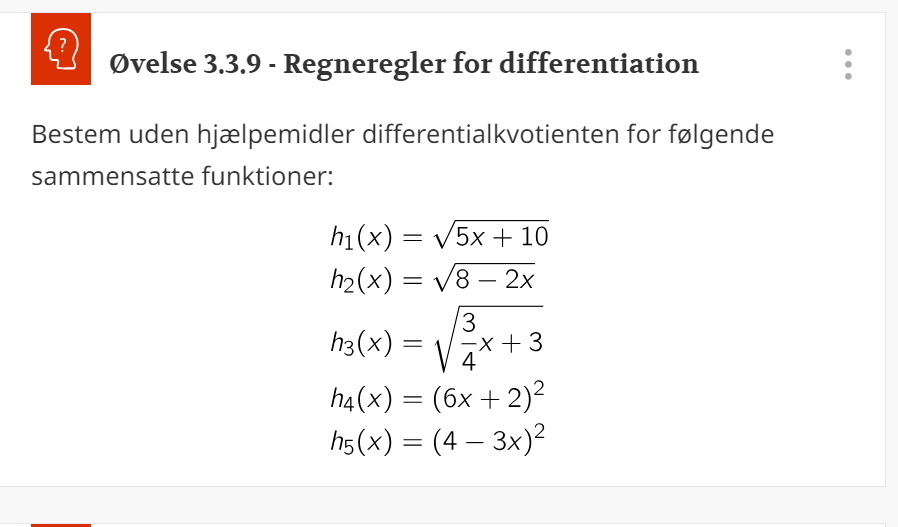 ?
Øvelse 3.3.9 - Regneregler for differentiation
Bestem uden hjælpemidler differentialkvotienten for følgende
sammensatte funktioner:
h₁(x) = √(5x + 10)
h₂(x) = √(8 − 2x)
h₃(x) = √(3/4 x + 3)
h₄(x) = (6x + 2)²
h₅(x) = (4 − 3x)²